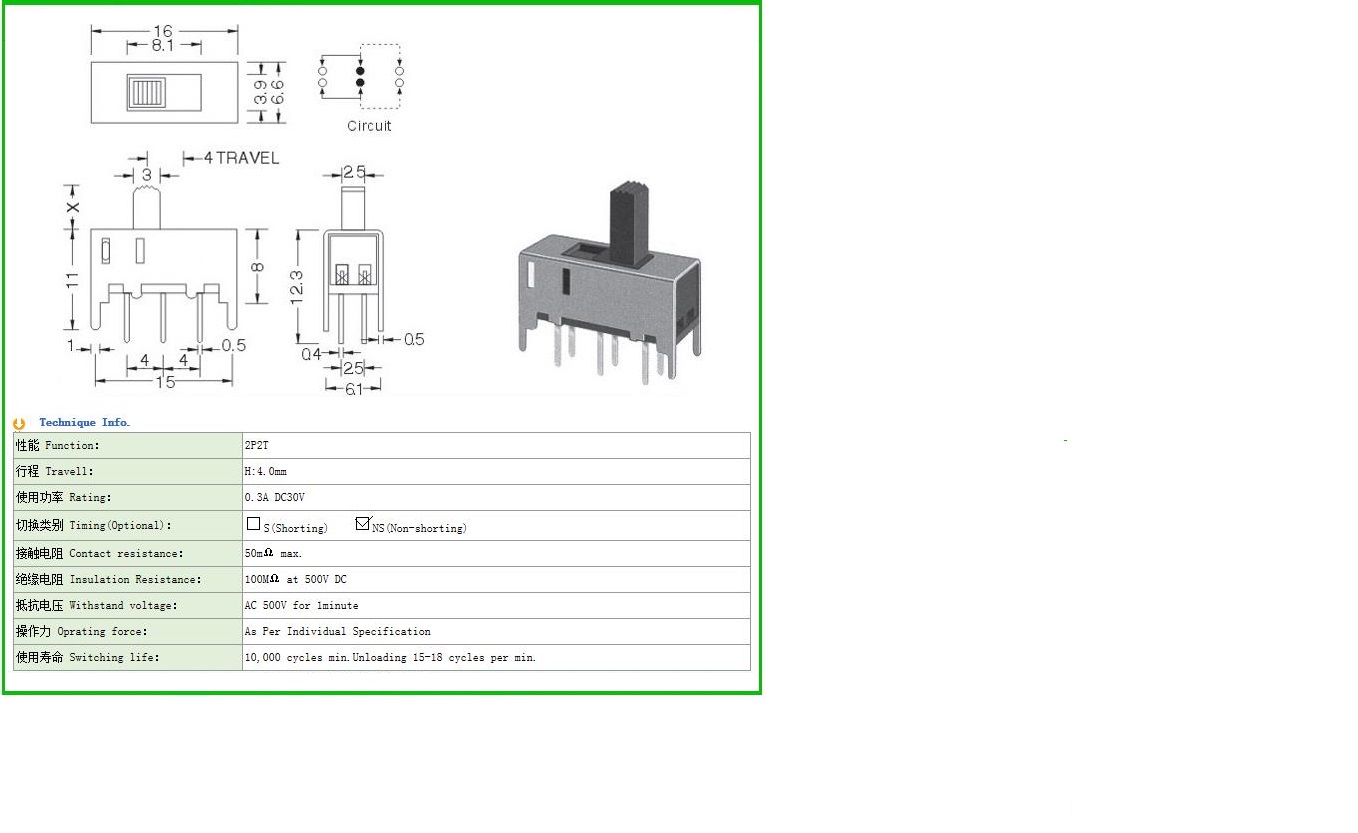 16
8.1
3.9
6.6
Circuit
4 TRAVEL
3
25
X
11
8
12.3
1
0.5
0.5
4
4
0.4
25
15
6.1
Technique Info.
性能 Function:
2P2T
行程 Travell:
H:4.0mm
使用功率 Rating:
0.3A DC30V
切换类别 Timing(Optional):
S(Shorting) NS(Non-shorting)
接触电阻 Contact resistance:
50mΩ max.
绝缘电阻 Insulation Resistance:
100MΩ at 500V DC
抵抗电压 Withstand voltage:
AC 500V for 1minute
操作力 Oprating force:
As Per Individual Specification
使用寿命 Switching life:
10,000 cycles min.Unloading 15-18 cycles per min.